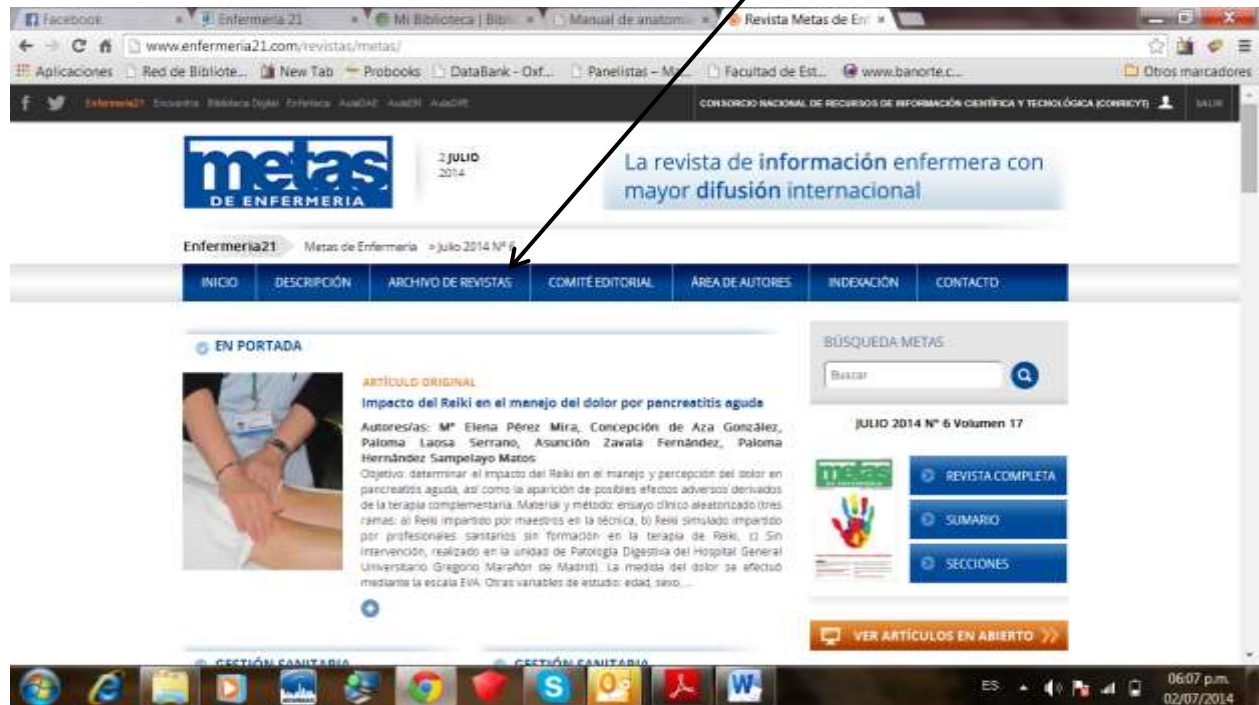 Facebook
Enfermeria 21
Mi Biblioteca | Bibl
Manual de anatom
Revista Metas de Enf
www.enfermeria21.com/revistas/metas/
Aplicaciones
Red de Bibliote...
New Tab
Probooks
DataBank - Oxf...
Panelistas - Ma...
Facultad de Est...
www.banorte.c...
Otros marcadores
Enfermeria21 Encuentra Biblioteca Digital Enfeteca AulaDAE
CONSORCIO NACIONAL DE RECURSOS DE INFORMACIÓN CIENTÍFICA Y TECNOLÓGICA (CONRICYT)
SALIR
metas
DE ENFERMERIA
2 JULIO
2014
La revista de información enfermera con
mayor difusión internacional
Enfermeria21 Metas de Enfermería » Julio 2014 Nº 6
INICIO
DESCRIPCIÓN
ARCHIVO DE REVISTAS
COMITÉ EDITORIAL
ÁREA DE AUTORES
INDEXACIÓN
CONTACTO
EN PORTADA
ARTÍCULO ORIGINAL
Impacto del Reiki en el manejo del dolor por pancreatitis aguda
Autores/as: Mª Elena Pérez Mira, Concepción de Aza González,
Paloma Laosa Serrano, Asunción Zavala Fernández, Paloma
Hernández Sampelayo Matos
Objetivo: determinar el impacto del Reiki en el manejo y percepción del dolor en
pancreatitis aguda, así como la aparición de posibles efectos adversos derivados
de la terapia complementaria. Material y método: ensayo clínico aleatorizado (tres
ramas: a) Reiki impartido por maestros en la técnica, b) Reiki simulado impartido
por profesionales sanitarios sin formación en la terapia de Reiki, c) Sin
intervención, realizado en la unidad de Patología Digestiva del Hospital General
Universitario Gregorio Marañón de Madrid). La medida del dolor se efectuó
mediante la escala EVA. Otras variables de estudio: edad, sexo, ...
GESTIÓN SANITARIA
GESTIÓN SANITARIA
BÚSQUEDA METAS
Buscar
JULIO 2014 Nº 6 Volumen 17
metas
REVISTA COMPLETA
SUMARIO
SECCIONES
VER ARTÍCULOS EN ABIERTO
ES
06:07 p.m.
02/07/2014